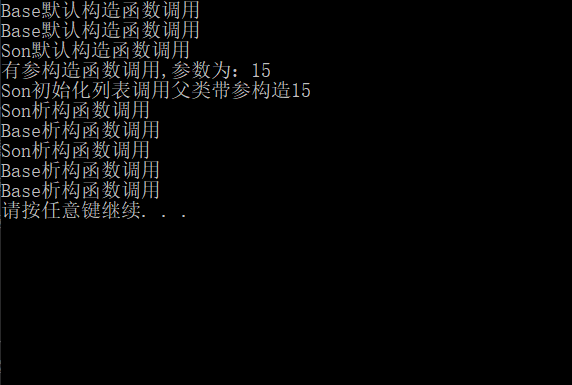 Base默认构造函数调用
Base默认构造函数调用
Son默认构造函数调用
有参构造函数调用,参数为：15
Son初始化列表调用父类带参构造15
Son析构函数调用
Base析构函数调用
Son析构函数调用
Base析构函数调用
Base析构函数调用
请按任意键继续. . .